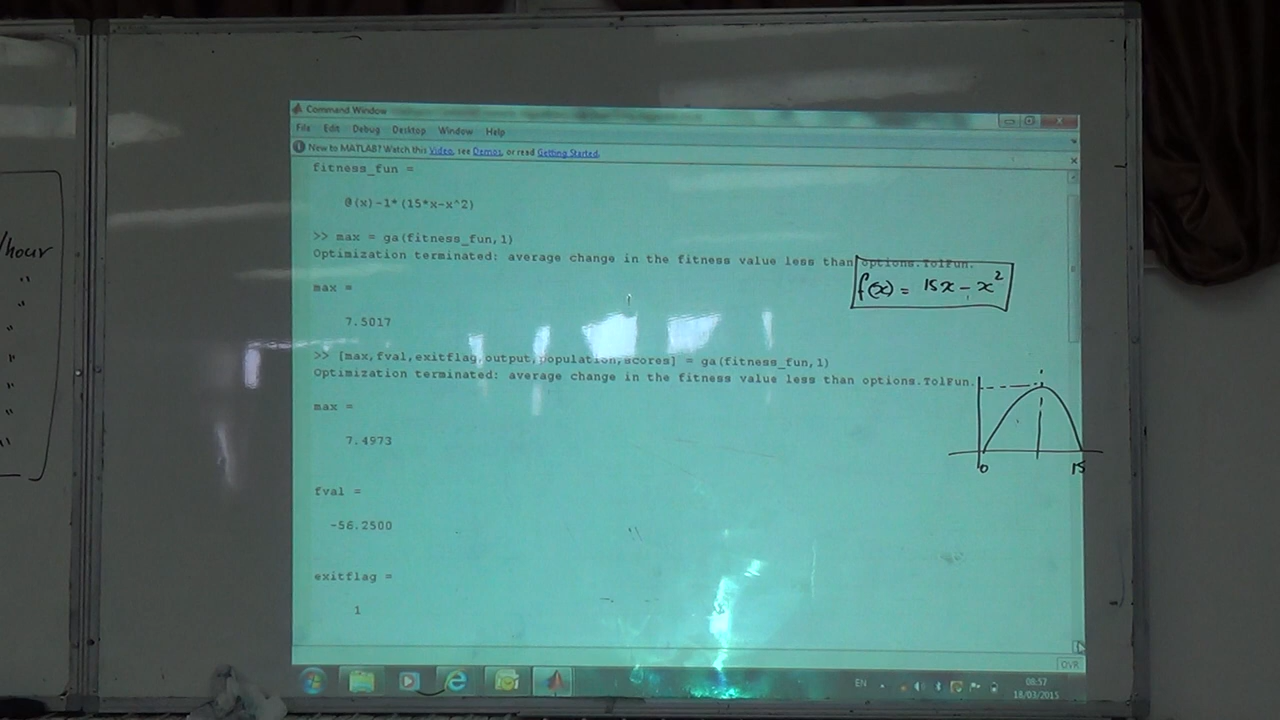 /hour
"
"
"
"
"
"
"
Command Window
File Edit Debug Desktop Window Help
New to MATLAB? Watch this Video, see Demos, or read Getting Started.
fitness_fun =
@(x)-1*(15*x-x^2)
>> max = ga(fitness_fun,1)
Optimization terminated: average change in the fitness value less than options.TolFun.
max =
7.5017
>> [max,fval,exitflag,output,population,scores] = ga(fitness_fun,1)
Optimization terminated: average change in the fitness value less than options.TolFun.
max =
7.4973
fval =
-56.2500
exitflag =
1
f(x) = 15x - x²
0 15
OVR
EN
08:57
18/03/2015